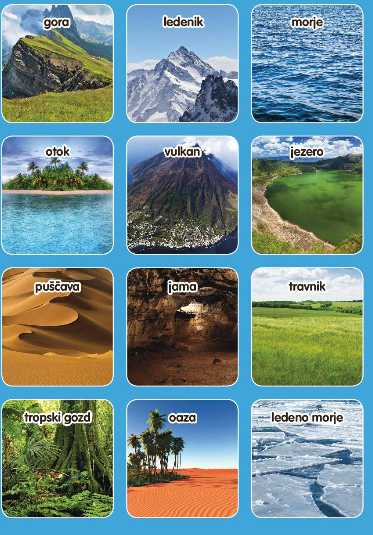 gora
ledenik
morje
otok
vulkan
jezero
puščava
jama
travnik
tropski gozd
oaza
ledeno morje